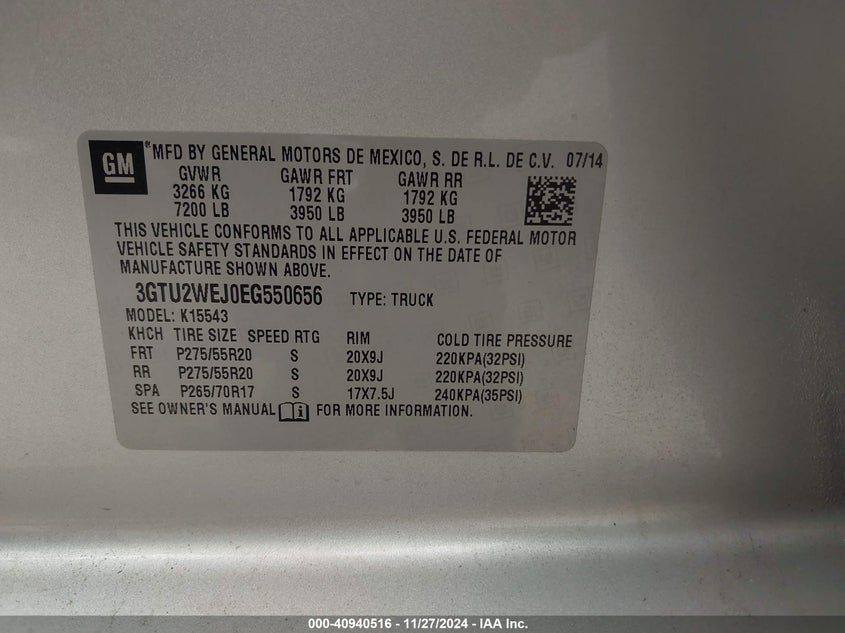 GM *MFD BY GENERAL MOTORS DE MEXICO, S. DE R.L. DE C.V. 07/14
GVWR GAWR FRT GAWR RR
3266 KG 1792 KG 1792 KG
7200 LB 3950 LB 3950 LB
THIS VEHICLE CONFORMS TO ALL APPLICABLE U.S. FEDERAL MOTOR
VEHICLE SAFETY STANDARDS IN EFFECT ON THE DATE OF
MANUFACTURE SHOWN ABOVE.
3GTU2WEJ0EG550656 TYPE: TRUCK
MODEL: K15543
KHCH TIRE SIZE SPEED RTG RIM COLD TIRE PRESSURE
FRT P275/55R20 S 20X9J 220KPA(32PSI)
RR P275/55R20 S 20X9J 220KPA(32PSI)
SPA P265/70R17 S 17X7.5J 240KPA(35PSI)
SEE OWNER'S MANUAL i FOR MORE INFORMATION.
000-40940516 - 11/27/2024 - IAA Inc.